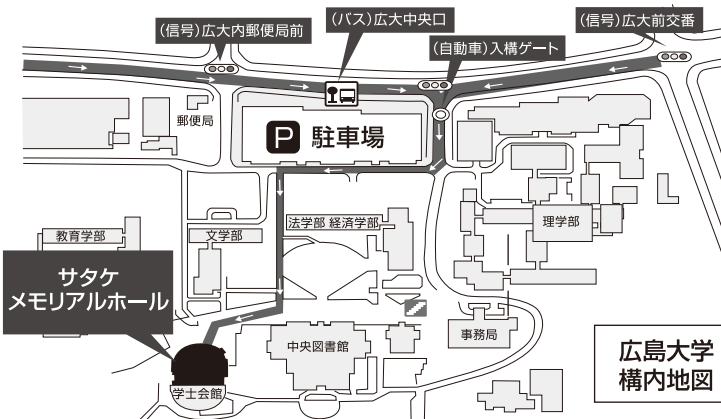 (バス)広大中央口
(信号)広大前交番
(信号)広大内郵便局前
(自動車)入構ゲート
郵便局
P 駐車場
教育学部
文学部
法学部 経済学部
理学部
サタケ
メモリアルホール
中央図書館
事務局
学士会館
広島大学
構内地図